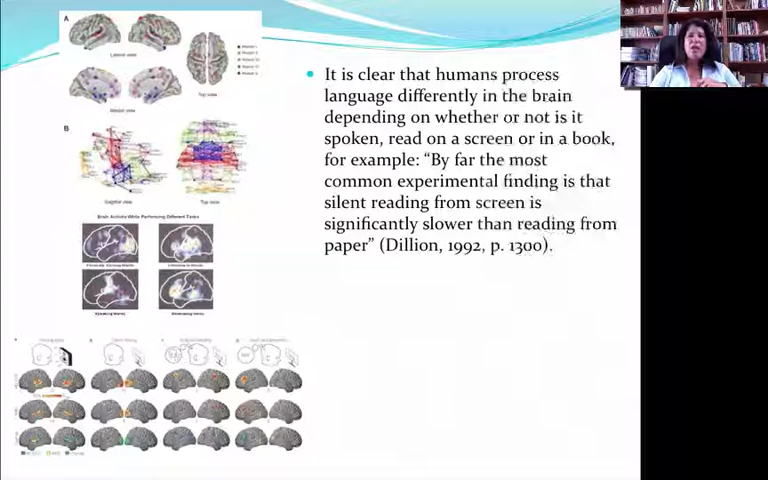 A
Lateral view
Medial view
Top view
B
Sagittal view
Top view
Brain Activity While Performing Different Tasks
Speaking Words
It is clear that humans process
language differently in the brain
depending on whether or not is it
spoken, read on a screen or in a book,
for example: “By far the most
common experimental finding is that
silent reading from screen is
significantly slower than reading from
paper” (Dillion, 1992, p. 1300).